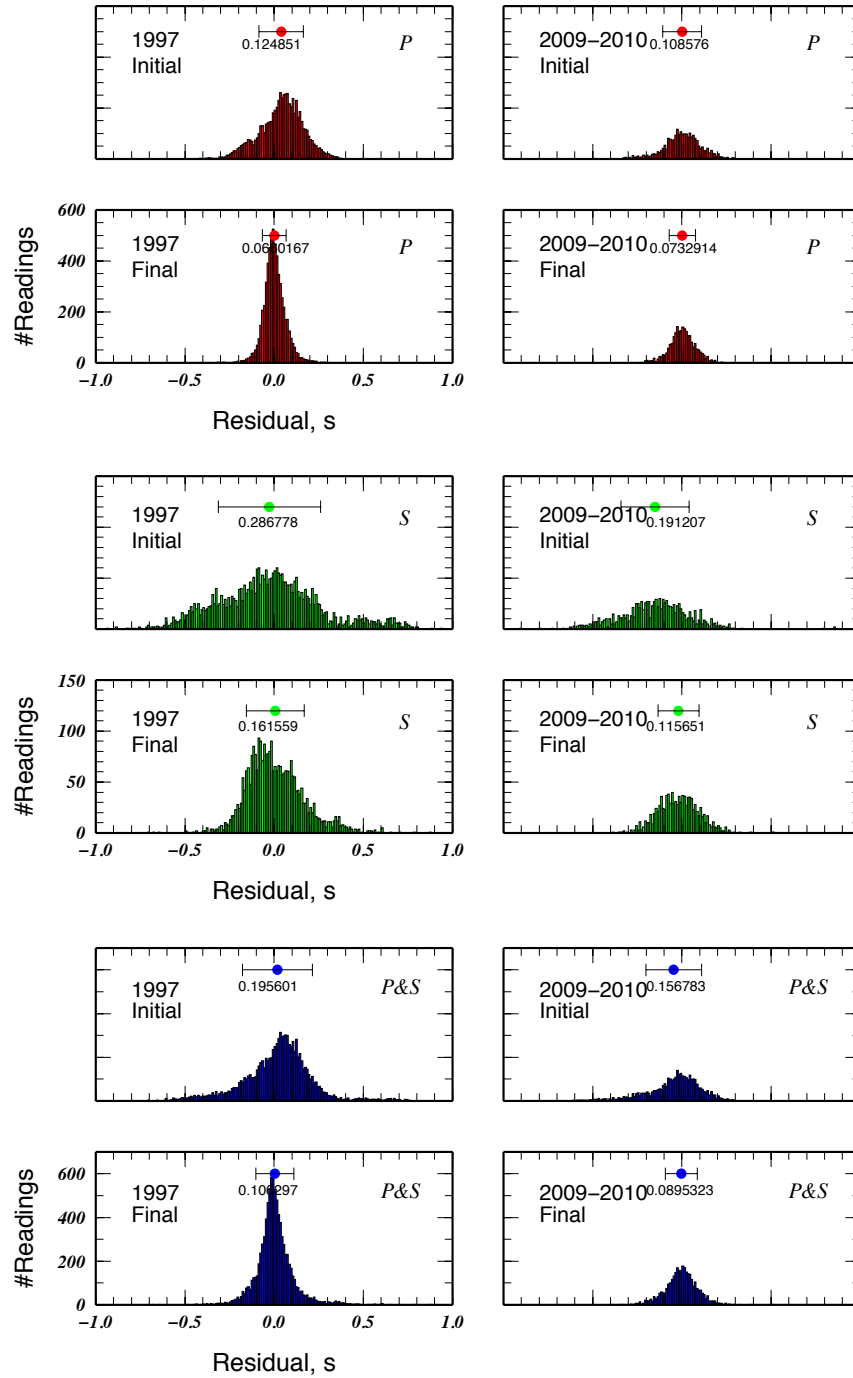 1997
0.124851
P
Initial
2009−2010
0.108576
P
Initial
#Readings
600
400
200
0
1997
P
Final
−1.0 −0.5 0.0 0.5 1.0
Residual, s
2009−2010
0.0732914
P
Final
1997
0.286778
S
Initial
2009−2010
0.191207
S
Initial
#Readings
150
100
50
0
1997
0.161559
S
Final
−1.0 −0.5 0.0 0.5 1.0
Residual, s
2009−2010
0.115651
S
Final
1997
0.195601
P&S
Initial
2009−2010
0.156783
P&S
Initial
#Readings
600
400
200
0
1997
P&S
Final
−1.0 −0.5 0.0 0.5 1.0
Residual, s
2009−2010
0.0895323
P&S
Final